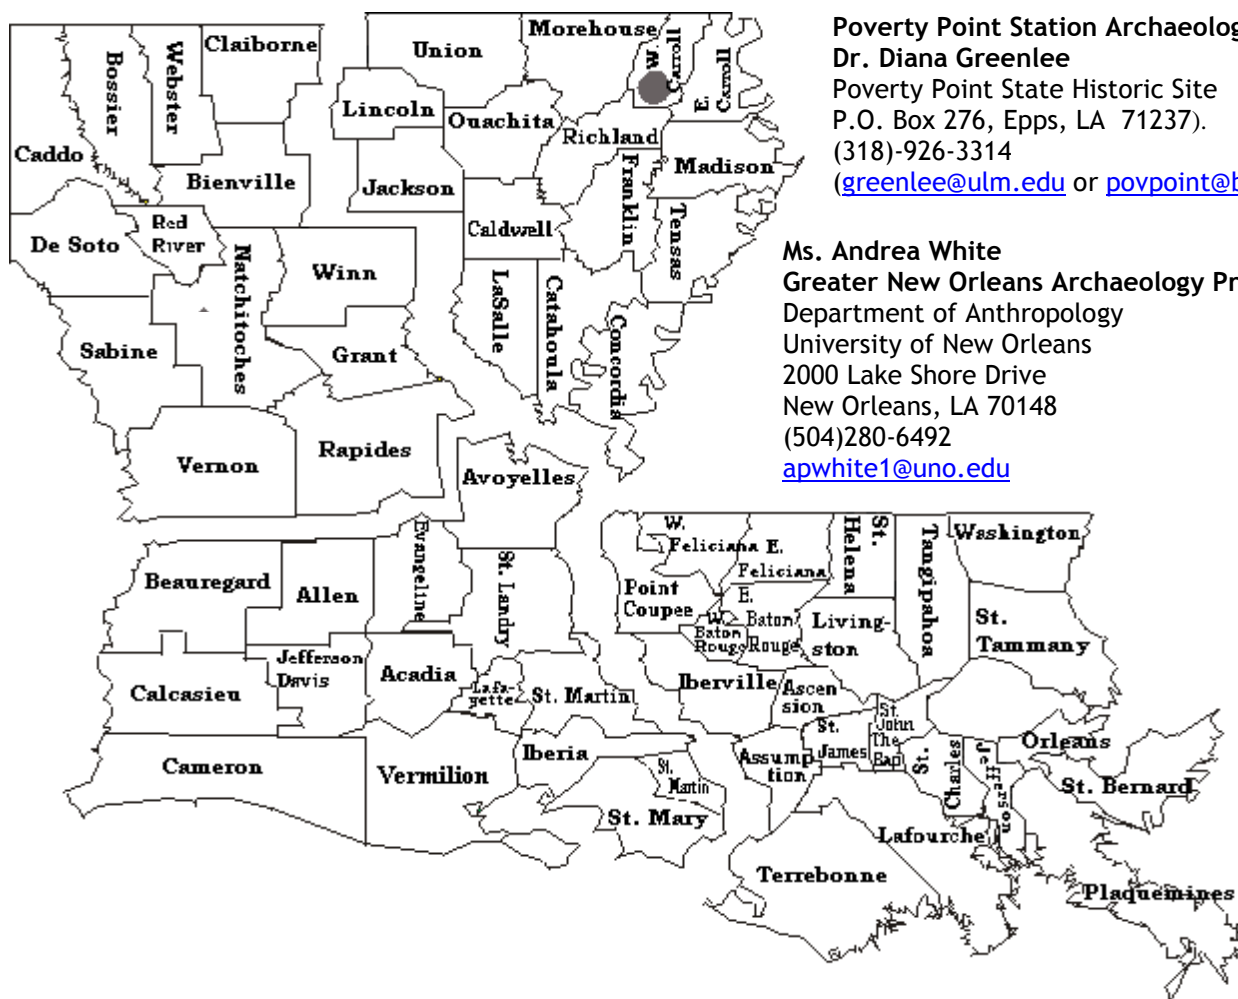 Poverty Point Station Archaeolog
Dr. Diana Greenlee
Poverty Point State Historic Site
P.O. Box 276, Epps, LA  71237).
(318)-926-3314
(greenlee@ulm.edu or povpoint@b
Ms. Andrea White
Greater New Orleans Archaeology Pr
Department of Anthropology
University of New Orleans
2000 Lake Shore Drive
New Orleans, LA 70148
(504)280-6492
apwhite1@uno.edu
Caddo
Bossier
Webster
Claiborne
Union
Morehouse
W.
Carroll
E.
Carroll
Lincoln
Ouachita
Richland
Madison
Bienville
Jackson
Franklin
Tensas
De Soto
Red
River
Natchitoches
Winn
Caldwell
LaSalle
Catahoula
Concordia
Sabine
Grant
Vernon
Rapides
Avoyelles
Evangeline
Beauregard
Allen
St. Landry
W.
Feliciana
E.
Feliciana
St.
Helena
Tangipahoa
Washington
Point
Coupee
W.
Baton
Rouge
E.
Baton
Rouge
Living-
ston
St.
Tammany
Calcasieu
Jefferson
Davis
Acadia
Lafa-
yette
St. Martin
Iberville
Ascen
sion
St.
James
St.
John
The
Bap
St.
Charles
Jefferson
Orleans
St. Bernard
Cameron
Vermilion
Iberia
St.
Martin
St. Mary
Assump
tion
Lafourche
Terrebonne
Plaquemines